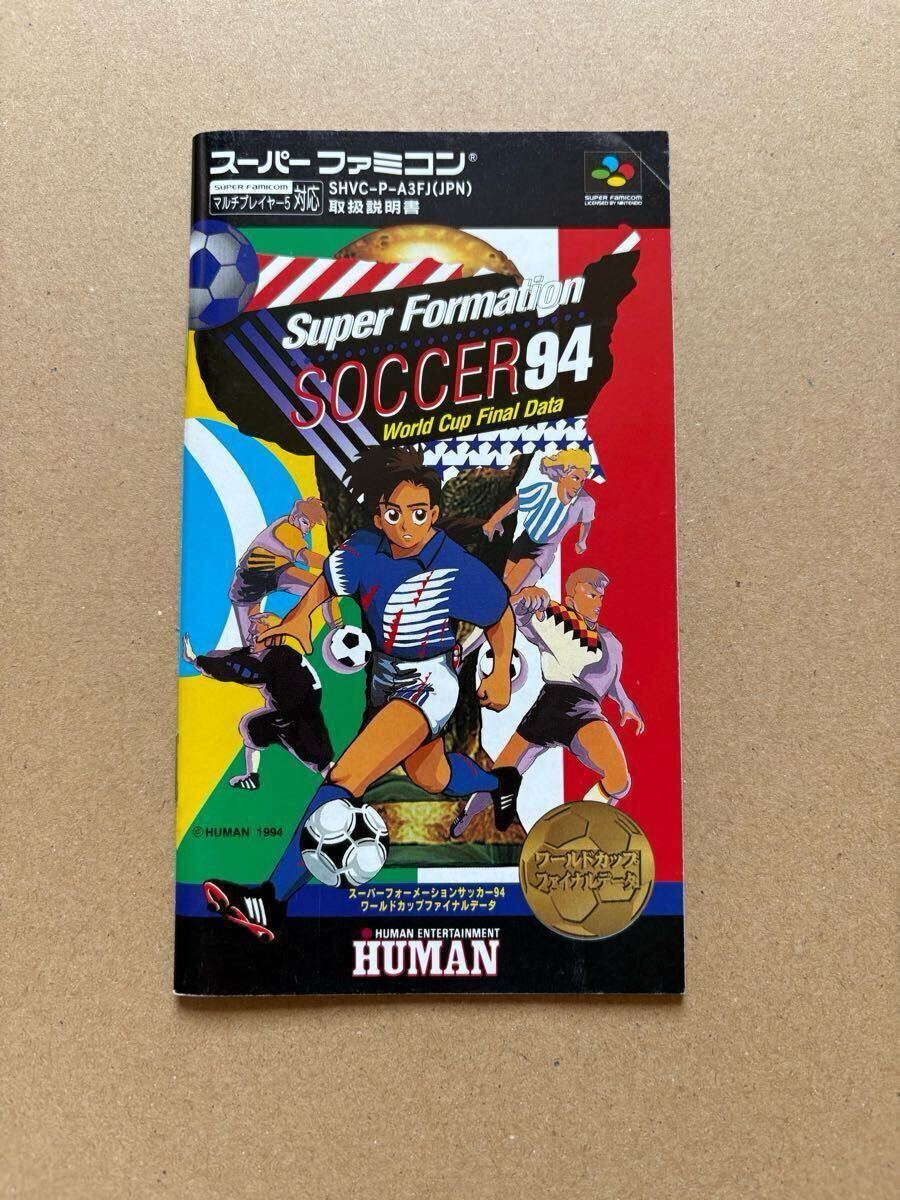 スーパーファミコン®
SUPER FAMICOM
マルチプレイヤー5 対応
SHVC-P-A3FJ(JPN)
取扱説明書
SUPER FAMICOM
LICENSED BY NINTENDO
Super Formation
SOCCER 94
World Cup Final Data
1
©HUMAN 1994
ワールドカップ
ファイナルデータ
スーパーフォーメーションサッカー94
ワールドカップファイナルデータ
HUMAN ENTERTAINMENT
HUMAN